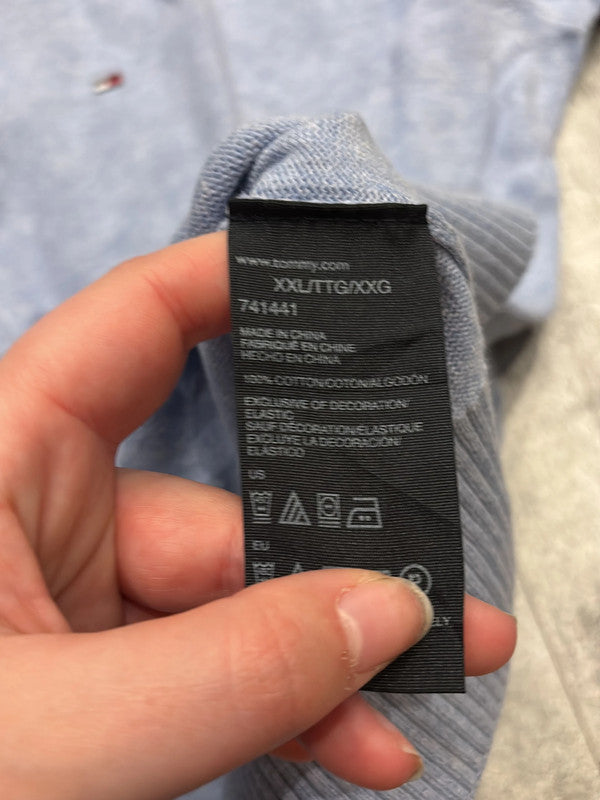 www.tommy.com
XXL/TTG/XXG
741441
MADE IN CHINA
FABRIQUÉ EN CHINE
HECHO EN CHINA
100% COTTON/COTON/ALGODÓN
EXCLUSIVE OF DECORATION/
ELASTIC
SAUF DÉCORATION/ÉLASTIQUE
EXCLUYE LA DECORACIÓN/
ELÁSTICO
US
EU